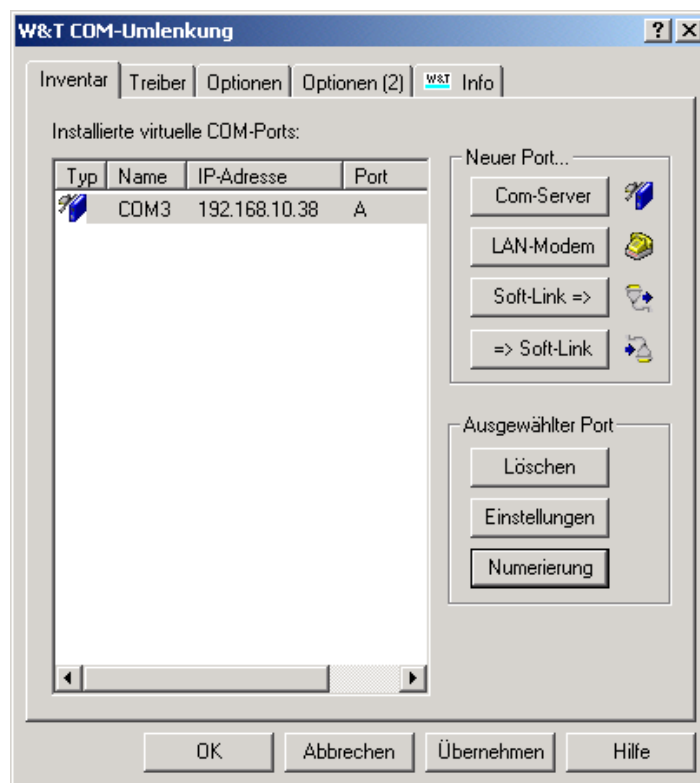 W&T COM-Umlenkung
Inventar Treiber Optionen Optionen (2) W&T Info
Installierte virtuelle COM-Ports:
Typ Name IP-Adresse Port
COM3 192.168.10.38 A
Neuer Port...
Com-Server
LAN-Modem
Soft-Link =>
=> Soft-Link
Ausgewählter Port
Löschen
Einstellungen
Numerierung
OK Abbrechen Übernehmen Hilfe